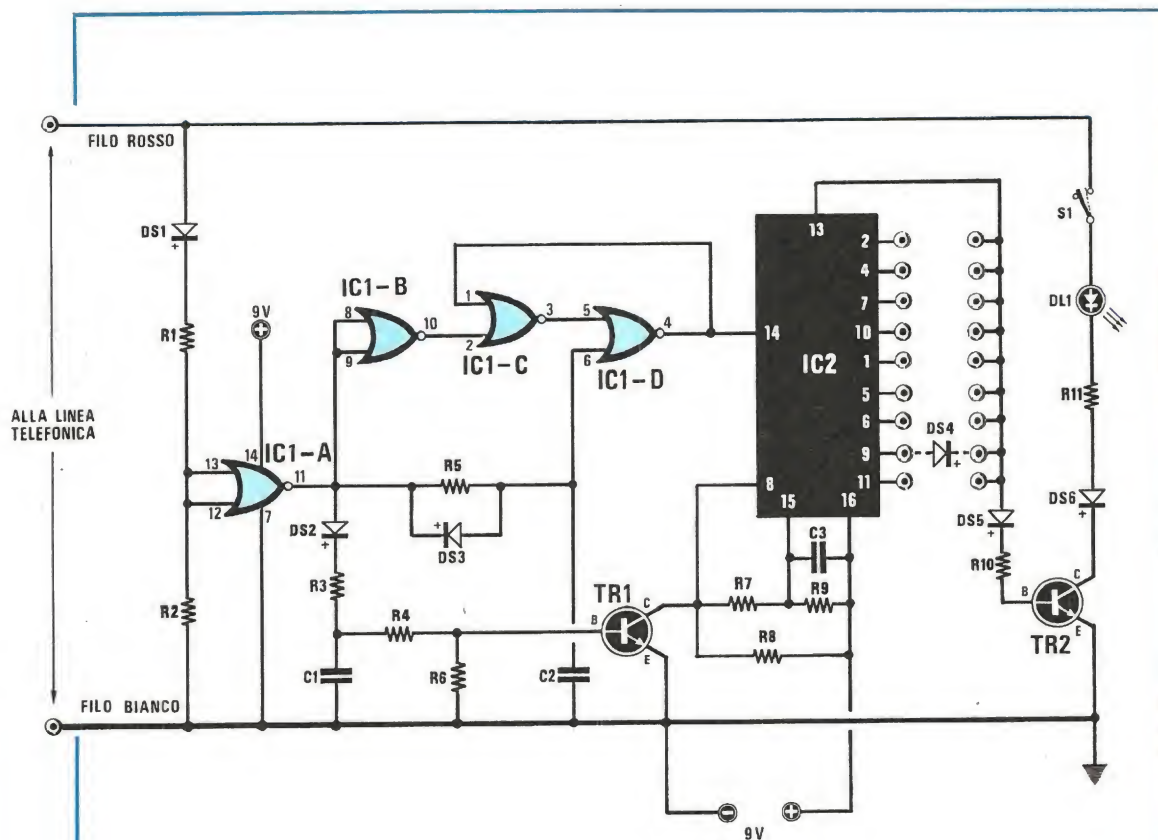 FILO ROSSO
DS1
+
R1
9V
+
ALLA LINEA
TELEFONICA
R2
FILO BIANCO
IC1-A
13
12
14
7
11
IC1-B
8
9
10
IC1-C
1
2
3
IC1-D
5
6
4
DS2
+
R3
R5
+
DS3
R4
C1
R6
C2
TR1
B
C
E
IC2
13
14
8
15
16
2
4
7
10
1
5
6
9
11
C3
R7
R9
R8
DS4
+
DS5
+
R10
S1
DL1
R11
DS6
+
TR2
B
C
E
-
+
9V